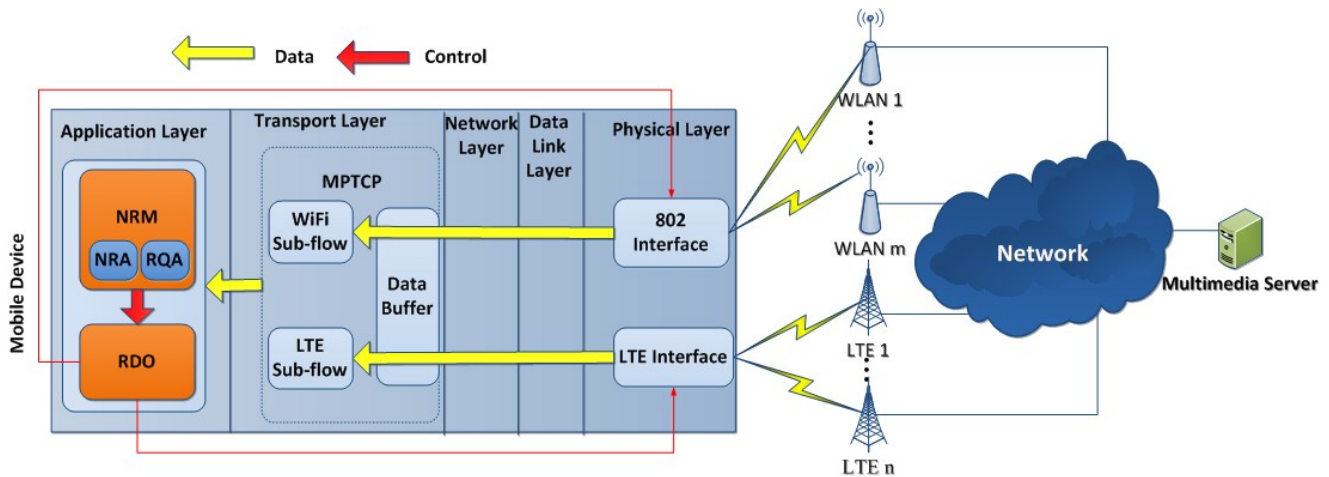 Data
Control
WLAN 1
Application Layer
Transport Layer
Network
Layer
Data
Link
Layer
Physical Layer
MPTCP
NRM
NRA
RQA
WiFi
Sub-flow
802
Interface
WLAN m
Network
Multimedia Server
Data
Buffer
Mobile Device
RDO
LTE
Sub-flow
LTE Interface
LTE 1
LTE n